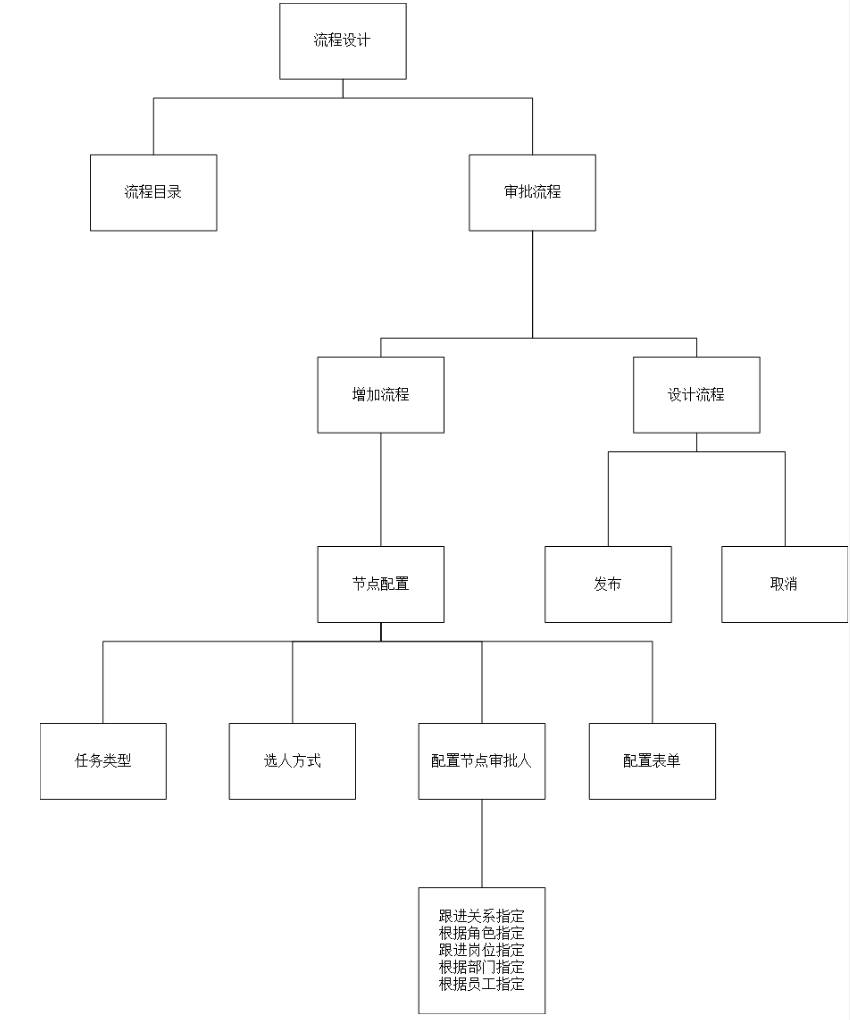 流程设计
流程目录
审批流程
增加流程
设计流程
节点配置
发布
取消
任务类型
选人方式
配置节点审批人
配置表单
跟进关系指定
根据角色指定
跟进岗位指定
根据部门指定
根据员工指定